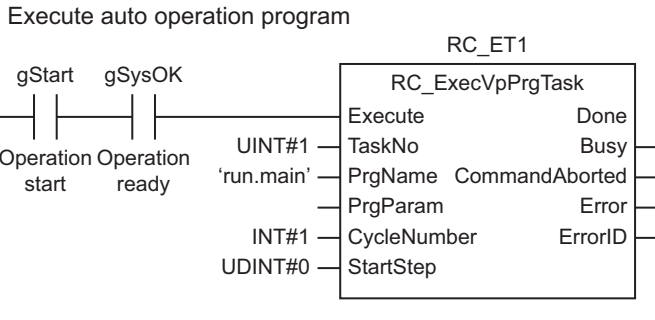 Execute auto operation program
RC_ET1
gStart gSysOK
RC_ExecVpPrgTask
Execute Done
UINT#1 TaskNo Busy
Operation Operation
start ready
‘run.main’ PrgName CommandAborted
PrgParam Error
INT#1 CycleNumber ErrorID
UDINT#0 StartStep